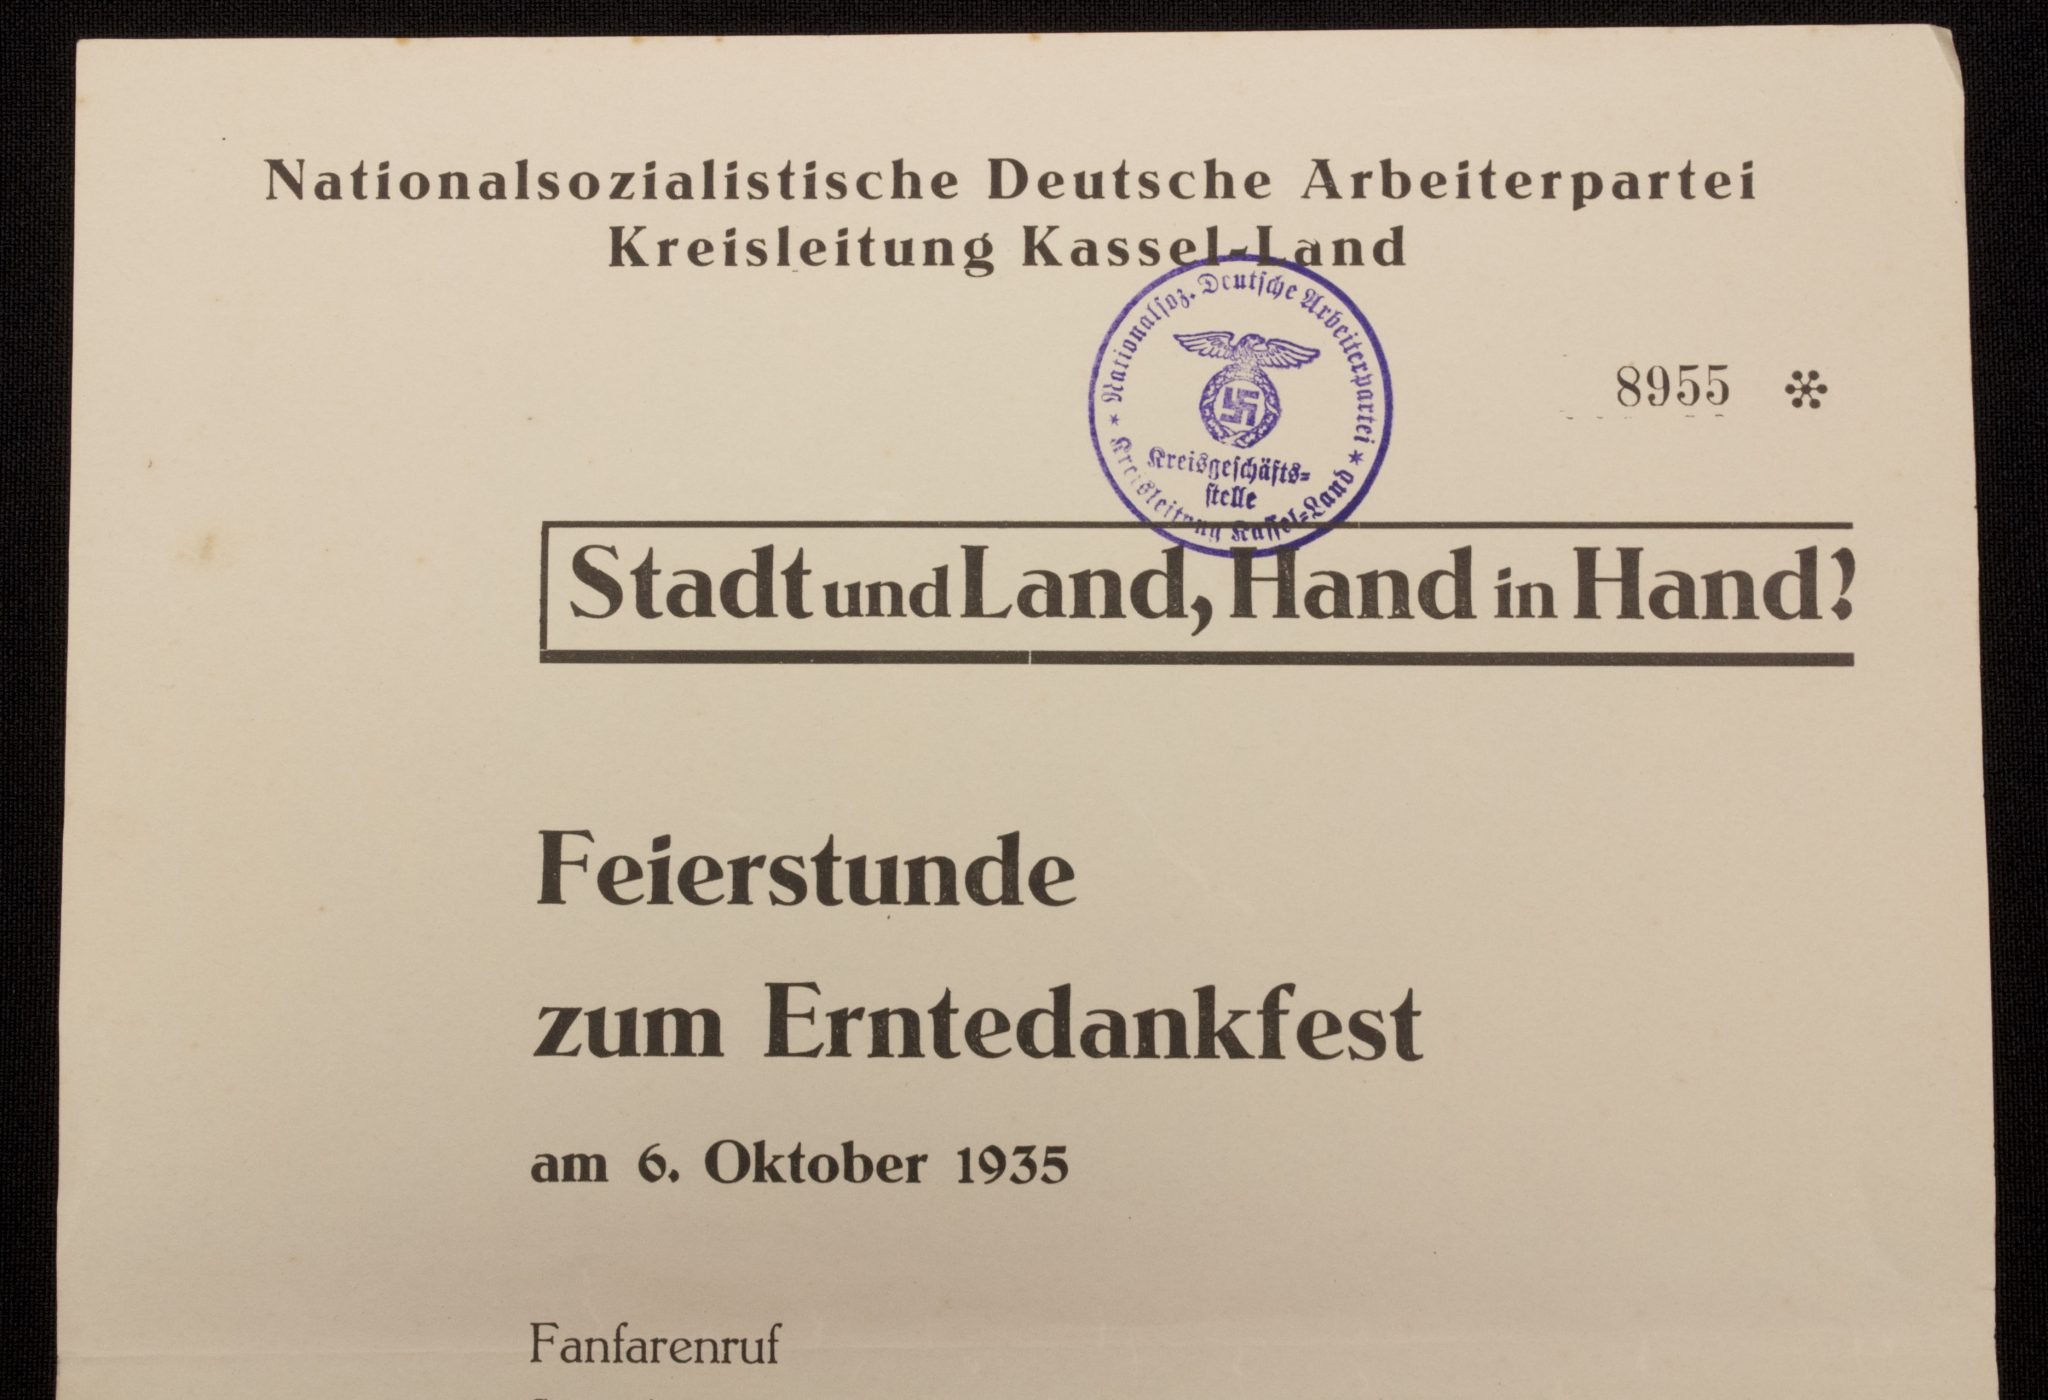 Nationalsozialistische Deutsche Arbeiterpartei
Kreisleitung Kassel-Land
Nationalsoz. Deutsche Arbeiterpartei
Kreisgeschäfts-
stelle
* Kreisleitung Kassel-Land *
8955 *
Stadt und Land, Hand in Hand!
Feierstunde
zum Erntedankfest
am 6. Oktober 1935
Fanfarenruf